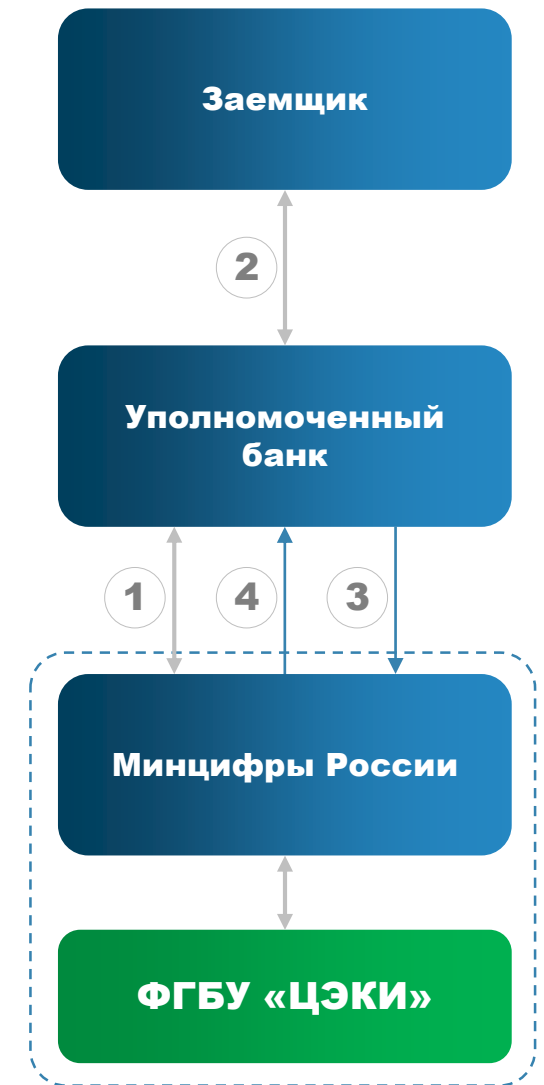 Заемщик
2
Уполномоченный
банк
1
4
3
Минцифры России
ФГБУ «ЦЭКИ»